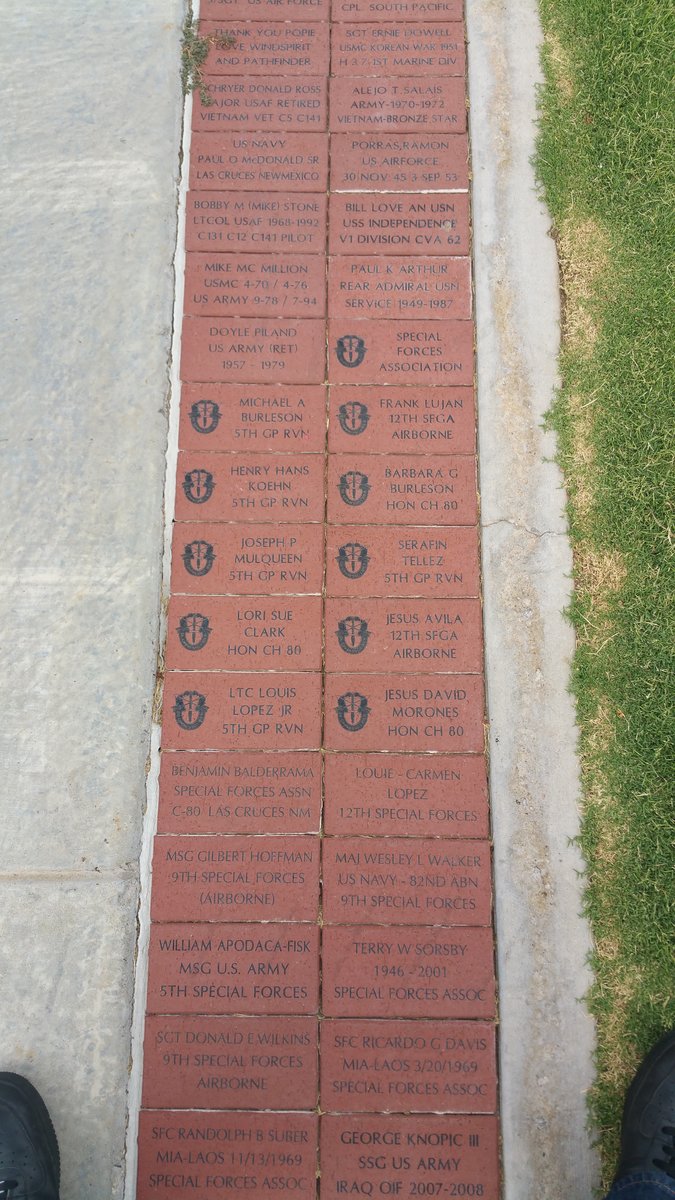 US AIR FORCE
CPL SOUTH PACIFIC
THANK YOU POPIE
LOVE WINDSPIRIT
AND PATHFINDER
SGT ERNIE DOWELL
USMC KOREAN WAR 1951
H 3.7-1ST MARINE DIV
SCHRYER DONALD ROSS
MAJOR USAF RETIRED
VIETNAM VET C5 C141
ALEJO T SALAIS
ARMY-1970-1972
VIETNAM-BRONZE STAR
US NAVY
PAUL O McDONALD SR
LAS CRUCES NEWMEXICO
PORRAS,RAMON
US AIRFORCE
30 NOV 45 3 SEP 53
BOBBY M (MIKE) STONE
LTCOL USAF 1968-1992
C131 C12 C141 PILOT
BILL LOVE AN USN
USS INDEPENDENCE
V1 DIVISION CVA 62
MIKE MC MILLION
USMC 4-70 / 4-76
US ARMY 9-78 / 7-94
PAUL K ARTHUR
REAR ADMIRAL USN
SERVICE 1949-1987
DOYLE PILAND
US ARMY (RET)
1957 - 1979
SPECIAL
FORCES
ASSOCIATION
MICHAEL A
BURLESON
5TH GP RVN
FRANK LUJAN
12TH SFGA
AIRBORNE
HENRY HANS
KOEHN
5TH GP RVN
BARBARA G
BURLESON
HON CH 80
JOSEPH P
MULQUEEN
5TH GP RVN
SERAFIN
TELLEZ
5TH GP RVN
LORI SUE
CLARK
HON CH 80
JESUS AVILA
12TH SFGA
AIRBORNE
LTC LOUIS
LOPEZ JR
5TH GP RVN
JESUS DAVID
MORONES
HON CH 80
BENJAMIN BALDERRAMA
SPECIAL FORCES ASSN
C-80 LAS CRUCES NM
LOUIE - CARMEN
LOPEZ
12TH SPECIAL FORCES
MSG GILBERT HOFFMAN
9TH SPECIAL FORCES
(AIRBORNE)
MAJ WESLEY L WALKER
US NAVY - 82ND ABN
9TH SPECIAL FORCES
WILLIAM APODACA-FISK
MSG U.S. ARMY
5TH SPECIAL FORCES
TERRY W SORSBY
1946 - 2001
SPECIAL FORCES ASSOC
SGT DONALD E WILKINS
9TH SPECIAL FORCES
AIRBORNE
SFC RICARDO G DAVIS
MIA-LAOS 3/20/1969
SPECIAL FORCES ASSOC
SFC RANDOLPH B SUBER
MIA-LAOS 11/13/1969
SPECIAL FORCES ASSOC
GEORGE KNOPIC III
SSG US ARMY
IRAQ OIF 2007-2008